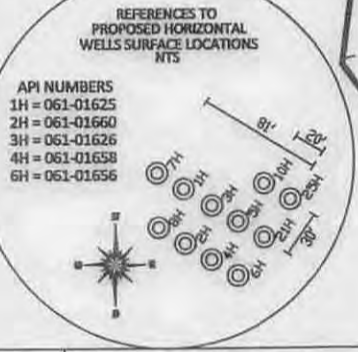 REFERENCES TO
PROPOSED HORIZONTAL
WELLS SURFACE LOCATIONS
NTS
API NUMBERS
1H = 061-01625
2H = 061-01660
3H = 061-01626
4H = 061-01658
6H = 061-01656
81'
20'
7H
1H
3H
5H
10H
25H
8H
2H
4H
6H
21H
30'